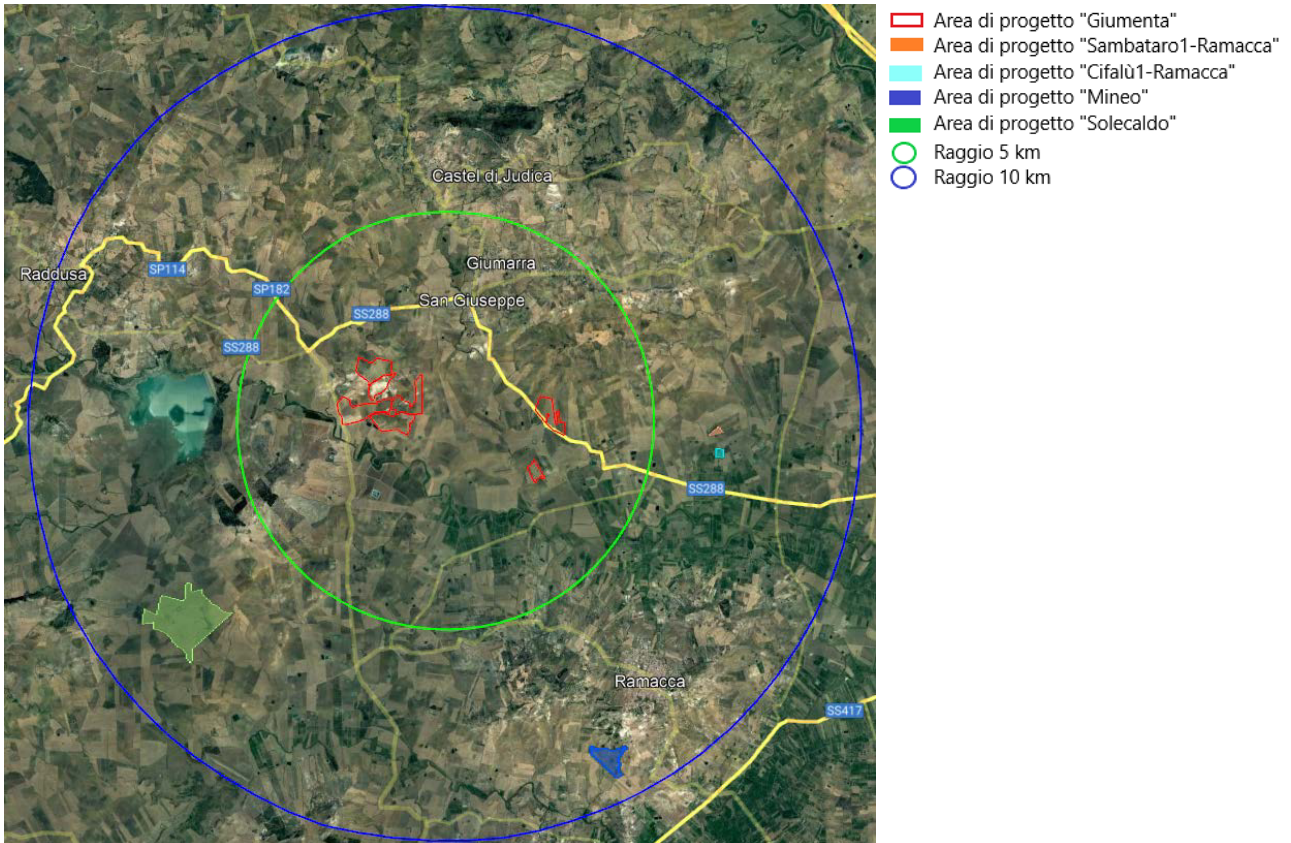 Castel di Judica
Giumarra
Raddusa
SP114
SP182
San Giuseppe
SS288
SS288
SS288
Ramacca
SS417
Area di progetto "Giumenta"
Area di progetto "Sambataro1-Ramacca"
Area di progetto "Cifalù1-Ramacca"
Area di progetto "Mineo"
Area di progetto "Solecaldo"
Raggio 5 km
Raggio 10 km